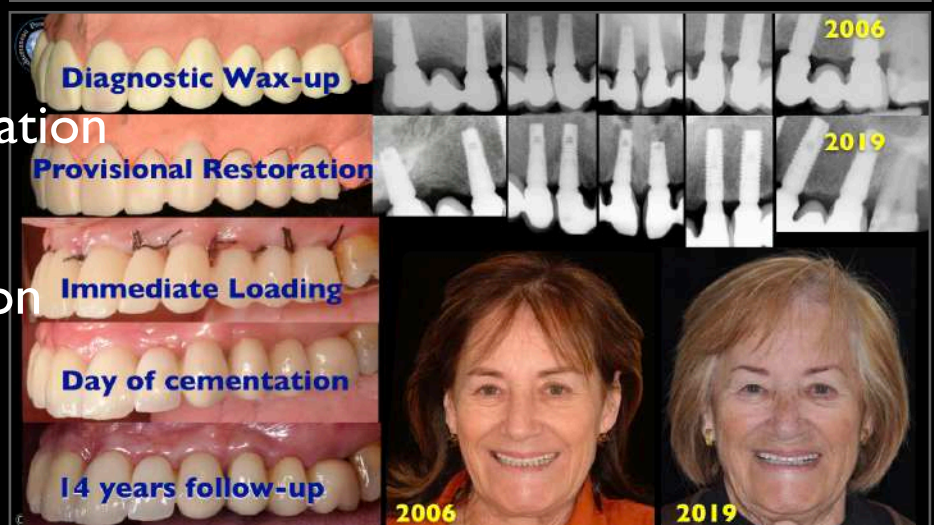 Diagnostic Wax-up
2006
ation
Provisional Restoration
2019
on
Immediate Loading
Day of cementation
14 years follow-up
2006
2019